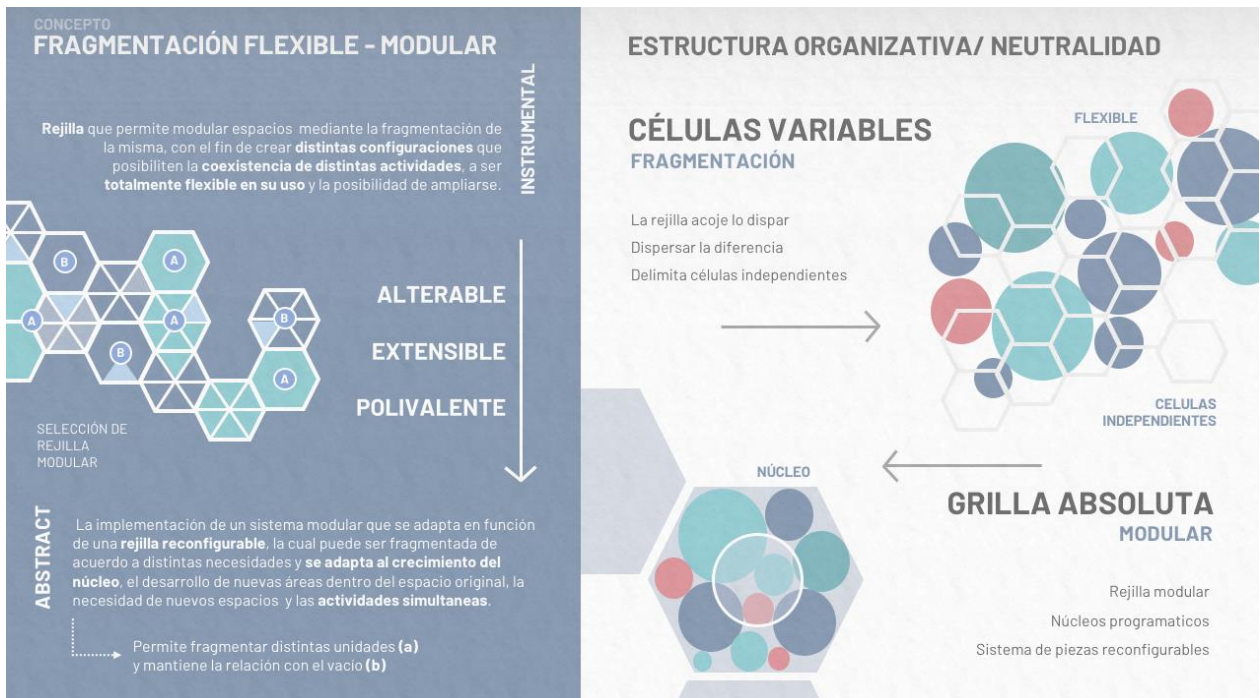 CONCEPTO
FRAGMENTACIÓN FLEXIBLE - MODULAR
INSTRUMENTAL
Rejilla que permite modular espacios mediante la fragmentación de
la misma, con el fin de crear distintas configuraciones que
posibiliten la coexistencia de distintas actividades, a ser
totalmente flexible en su uso y la posibilidad de ampliarse.
B
A
A
A
B
B
A
ALTERABLE
EXTENSIBLE
POLIVALENTE
SELECCIÓN DE
REJILLA
MODULAR
ABSTRACT
La implementación de un sistema modular que se adapta en función
de una rejilla reconfigurable, la cual puede ser fragmentada de
acuerdo a distintas necesidades y se adapta al crecimiento del
núcleo, el desarrollo de nuevas áreas dentro del espacio original, la
necesidad de nuevos espacios y las actividades simultaneas.
Permite fragmentar distintas unidades (a)
y mantiene la relación con el vacío (b)
ESTRUCTURA ORGANIZATIVA/ NEUTRALIDAD
CÉLULAS VARIABLES
FRAGMENTACIÓN
La rejilla acoje lo dispar
Dispersar la diferencia
Delimita células independientes
FLEXIBLE
CELULAS
INDEPENDIENTES
NÚCLEO
GRILLA ABSOLUTA
MODULAR
Rejilla modular
Núcleos programaticos
Sistema de piezas reconfigurables